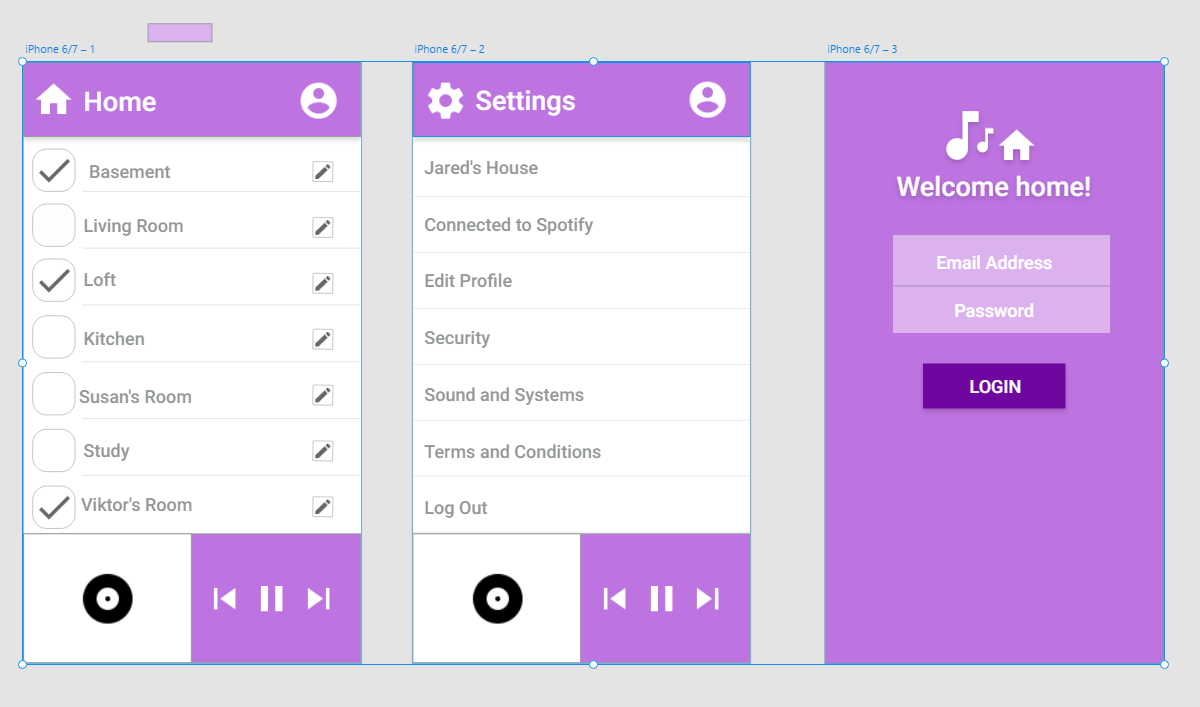 iPhone 6/7 – 1
Home
Basement
Living Room
Loft
Kitchen
Susan's Room
Study
Viktor's Room
iPhone 6/7 – 2
Settings
Jared's House
Connected to Spotify
Edit Profile
Security
Sound and Systems
Terms and Conditions
Log Out
iPhone 6/7 – 3
Welcome home!
Email Address
Password
LOGIN